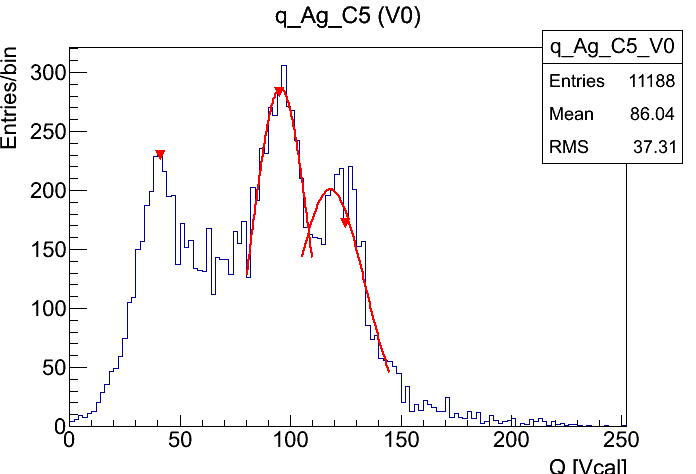 q_Ag_C5 (V0)
q_Ag_C5_V0
Entries 11188
Mean 86.04
RMS 37.31
Entries/bin
300
250
200
150
100
50
0
0 50 100 150 200 250
Q [Vcal]